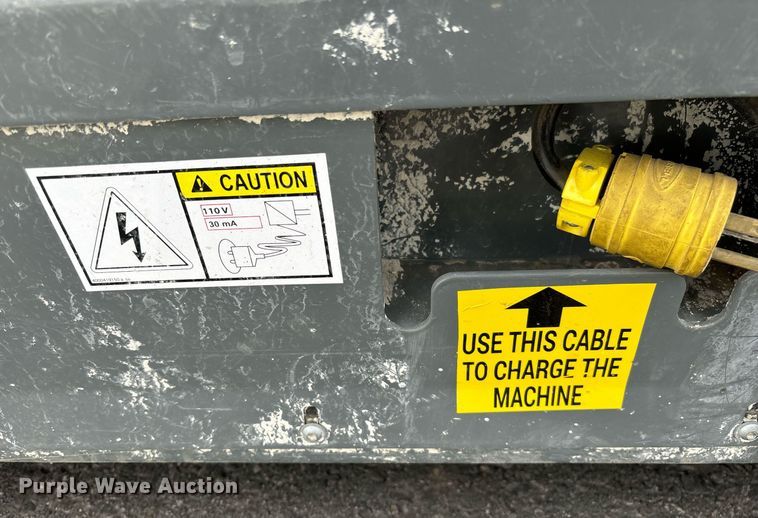 CAUTION
110 V
30 mA
USE THIS CABLE
TO CHARGE THE
MACHINE
Purple Wave Auction